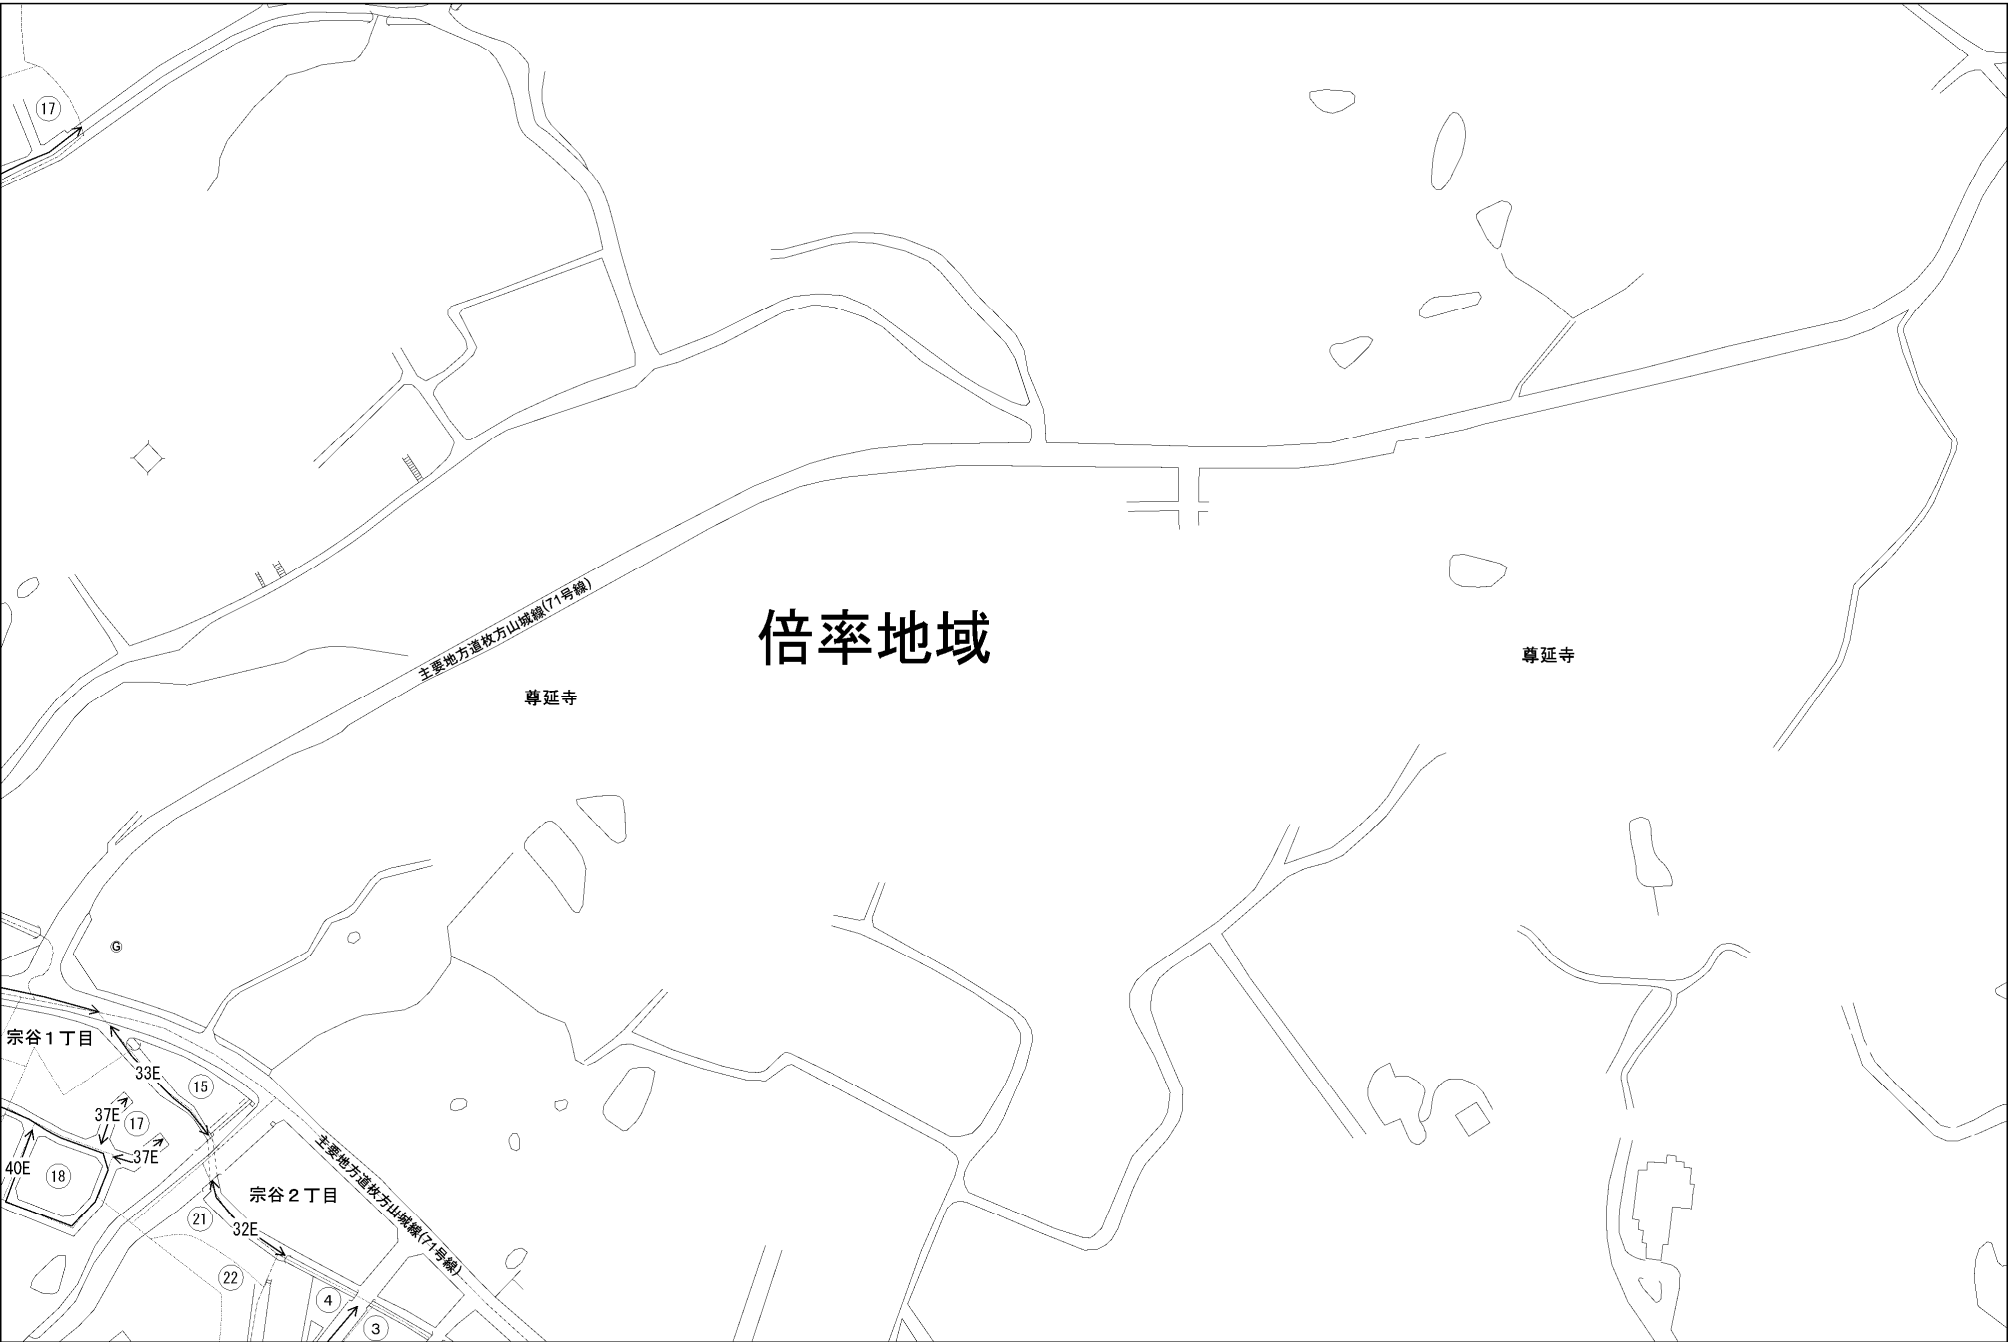 17
主要地方道枚方山城線(71号線)
倍率地域
尊延寺
尊延寺
G
宗谷1丁目
33E
15
37E
17
37E
40E
18
主要地方道枚方山城線(71号線)
宗谷2丁目
21
32E
22
4
3